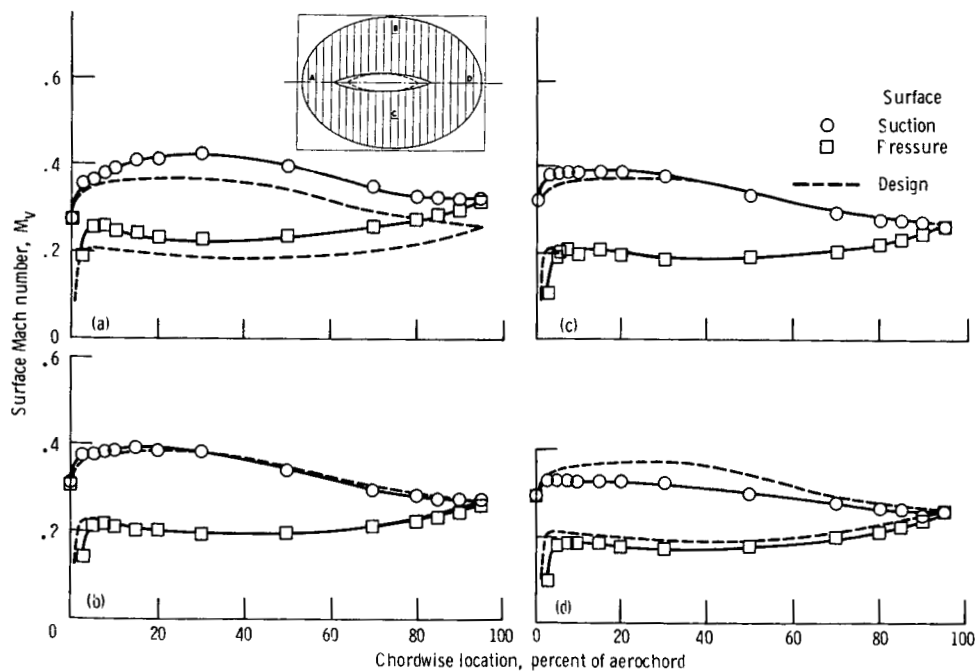 B
A
D
C
.6
.4
.2
0
(a)
Surface
Suction
Pressure
Design
(c)
Surface Mach number, M_v
.6
.4
.2
0
(b)
(d)
20
40
60
80
100
0
20
40
60
80
100
Chordwise location, percent of aerochord